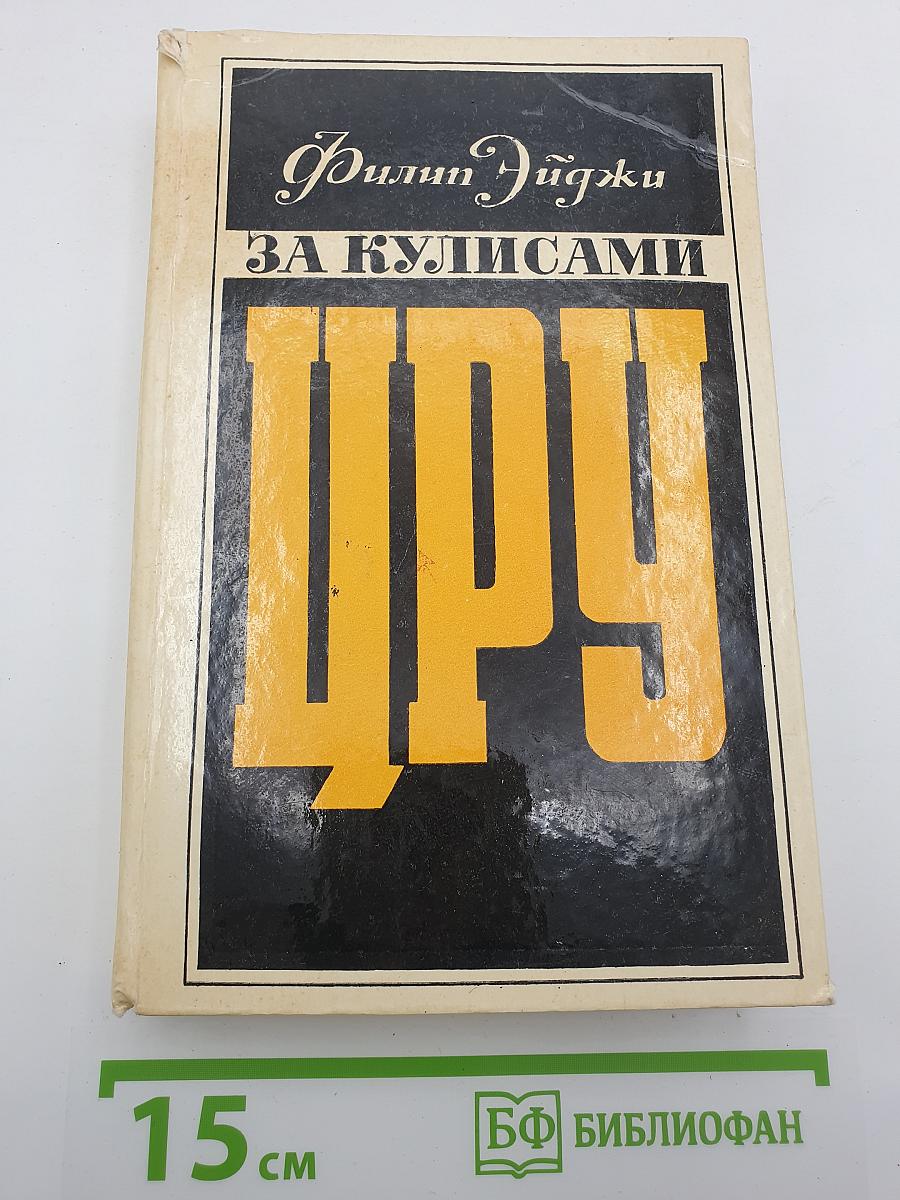 Филип Эйджи
ЗА КУЛИСАМИ
ЦРУ
15 см
БФ БИБЛИОФАН